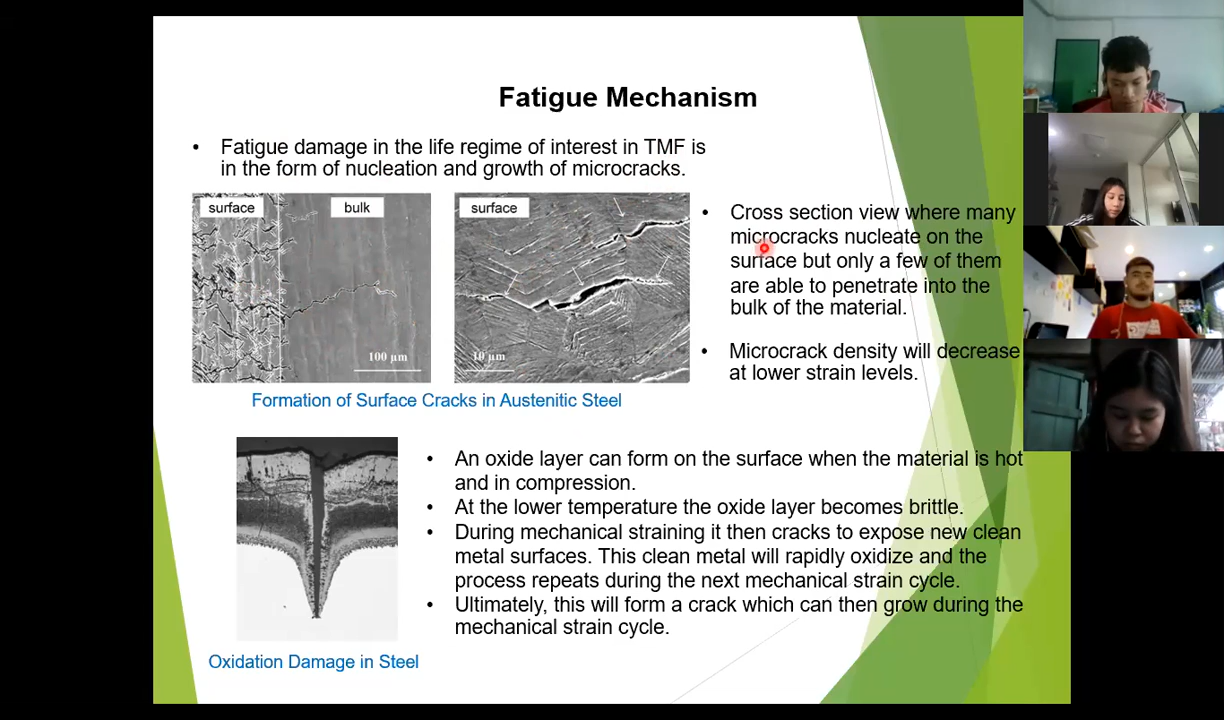 Fatigue Mechanism
• Fatigue damage in the life regime of interest in TMF is
in the form of nucleation and growth of microcracks.
surface
bulk
100 µm
surface
10 µm
Formation of Surface Cracks in Austenitic Steel
• Cross section view where many
microcracks nucleate on the
surface but only a few of them
are able to penetrate into the
bulk of the material.
• Microcrack density will decrease
at lower strain levels.
• An oxide layer can form on the surface when the material is hot
and in compression.
• At the lower temperature the oxide layer becomes brittle.
• During mechanical straining it then cracks to expose new clean
metal surfaces. This clean metal will rapidly oxidize and the
process repeats during the next mechanical strain cycle.
• Ultimately, this will form a crack which can then grow during the
mechanical strain cycle.
Oxidation Damage in Steel